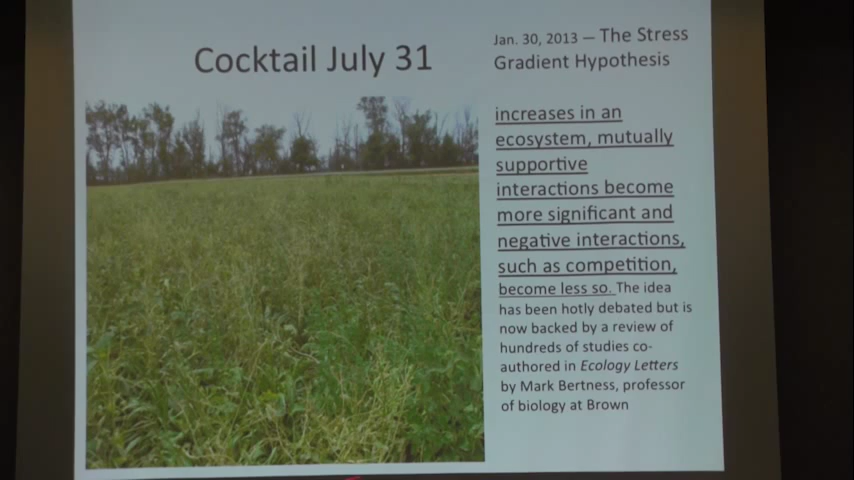 Cocktail July 31
Jan. 30, 2013 — The Stress
Gradient Hypothesis
increases in an
ecosystem, mutually
supportive
interactions become
more significant and
negative interactions,
such as competition,
become less so. The idea
has been hotly debated but is
now backed by a review of
hundreds of studies co-
authored in Ecology Letters
by Mark Bertness, professor
of biology at Brown